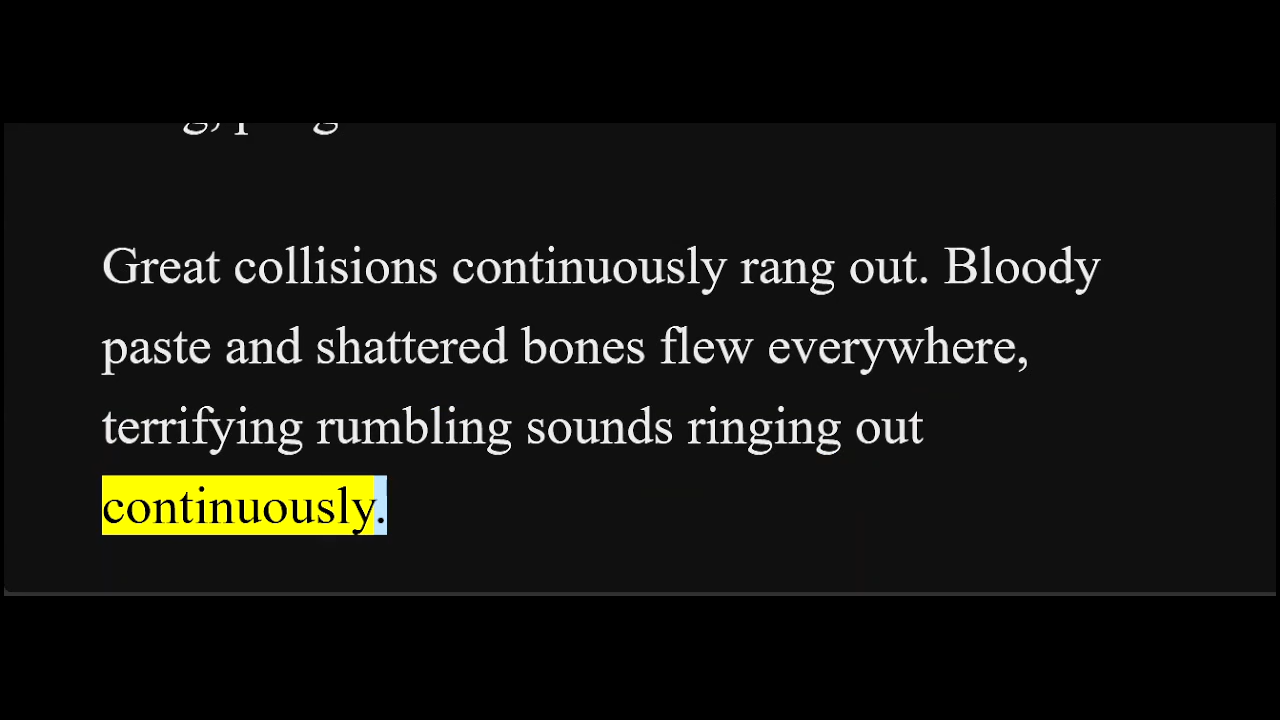 Great collisions continuously rang out. Bloody
paste and shattered bones flew everywhere,
terrifying rumbling sounds ringing out
continuously.